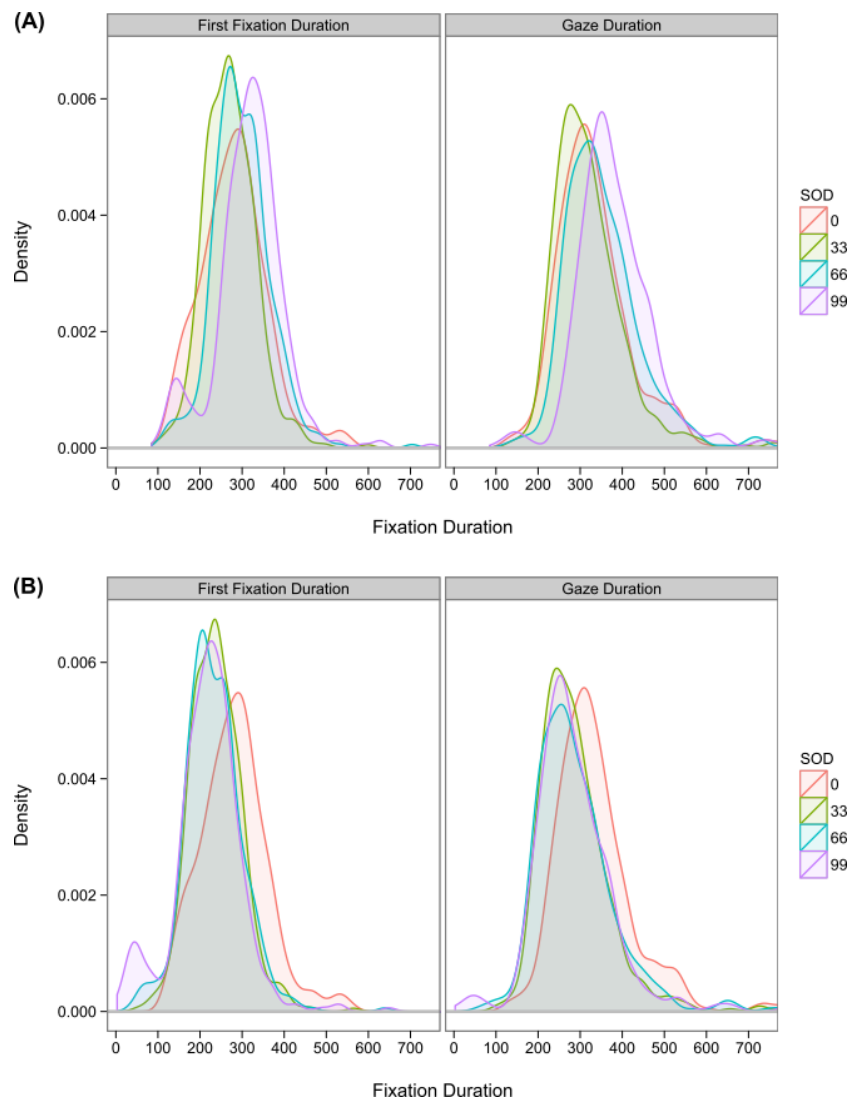 (A)
First Fixation Duration
Gaze Duration
0.006
0.004
0.002
0.000
Density
0 100 200 300 400 500 600 700
0 100 200 300 400 500 600 700
Fixation Duration
SOD
0
33
66
99
(B)
First Fixation Duration
Gaze Duration
0.006
0.004
0.002
0.000
Density
0 100 200 300 400 500 600 700
0 100 200 300 400 500 600 700
Fixation Duration
SOD
0
33
66
99